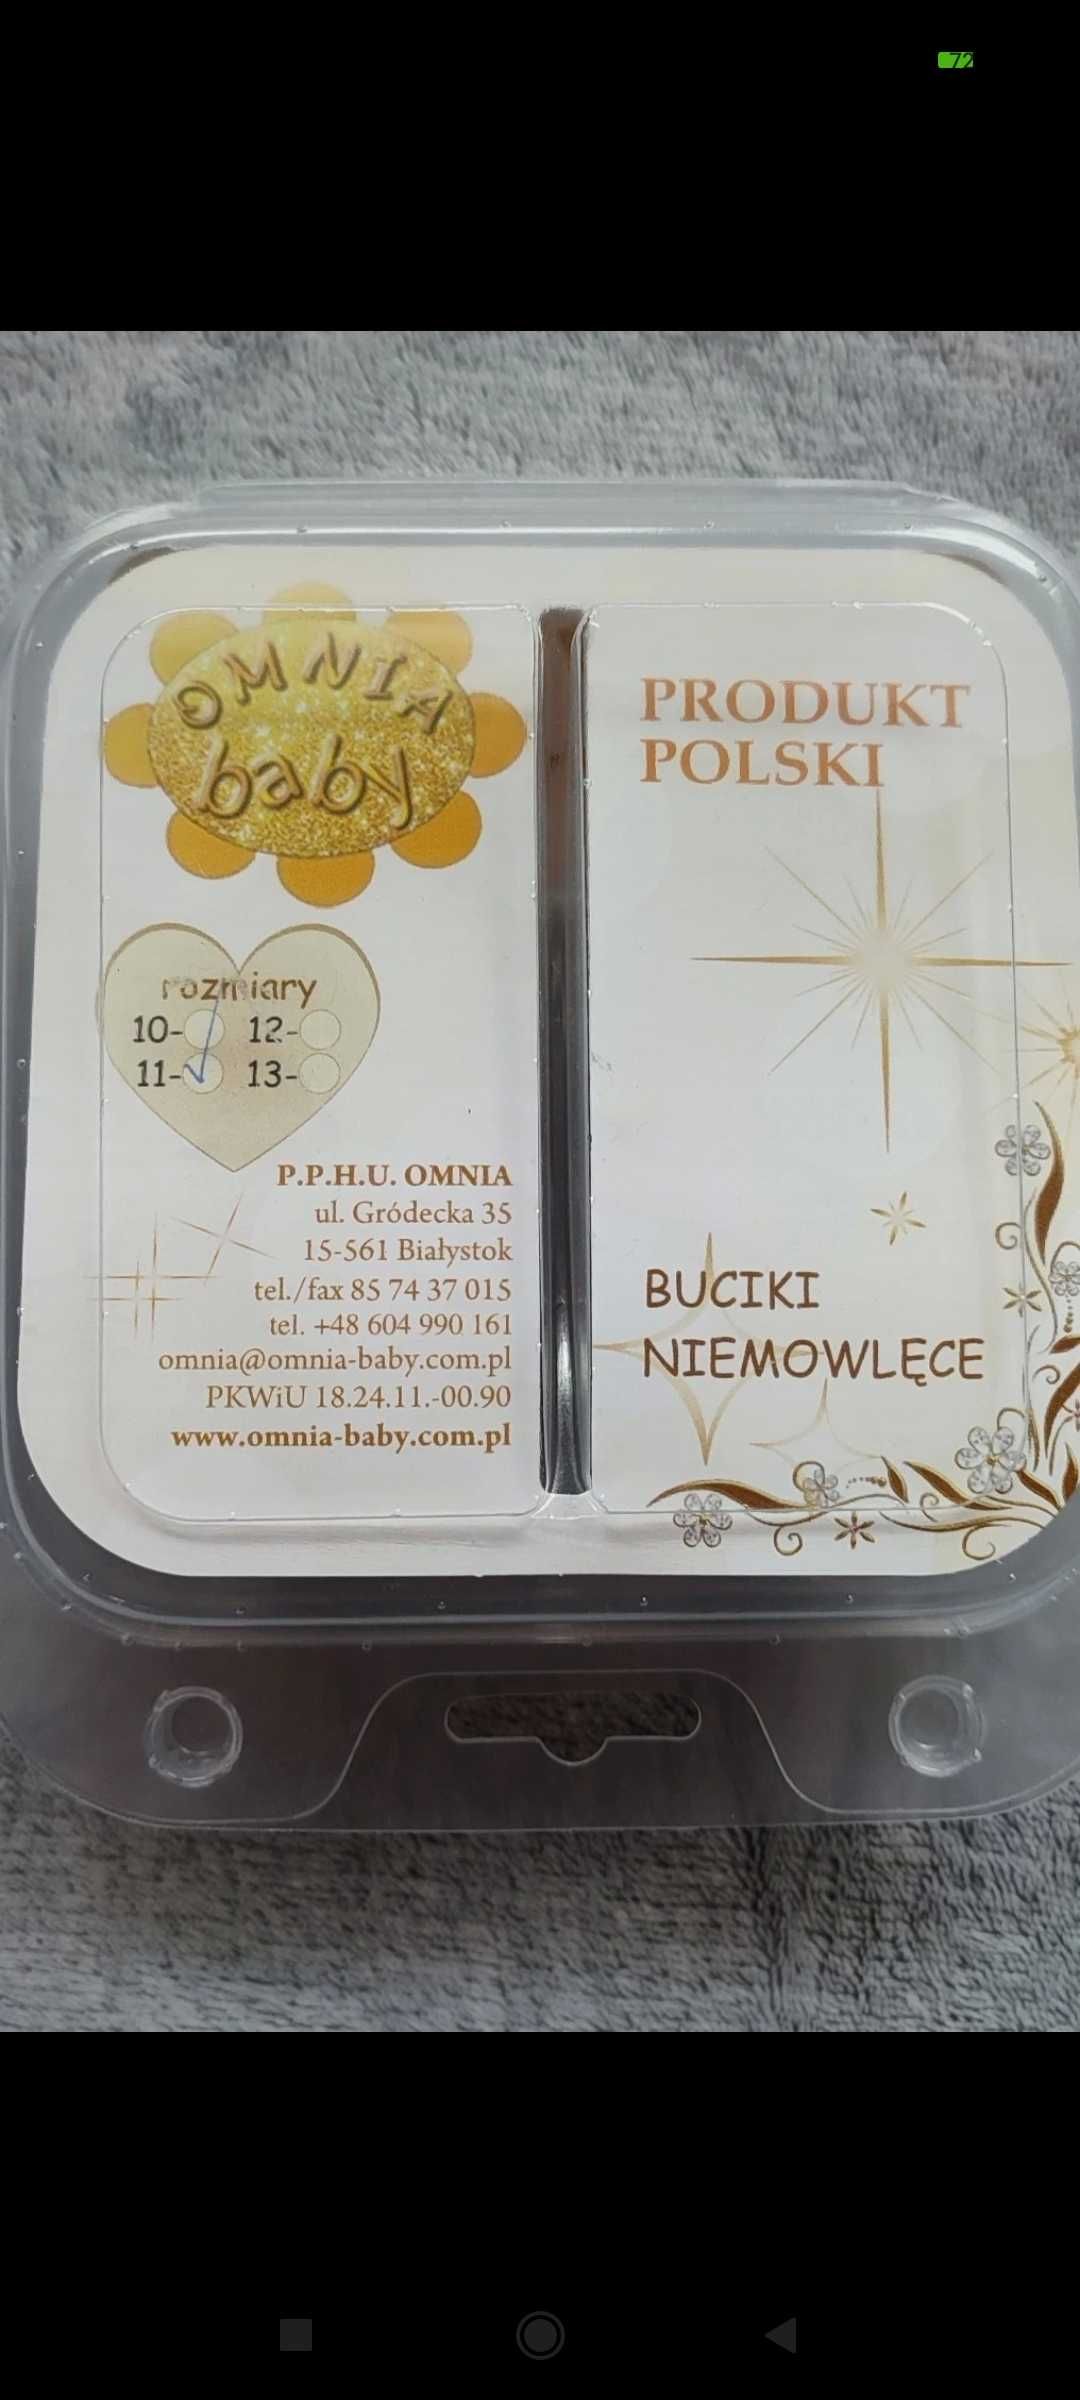 72
OMNIA
baby
rozmiary
10- 12-
11- 13-
P.P.H.U. OMNIA
ul. Gródecka 35
15-561 Białystok
tel./fax 85 74 37 015
tel. +48 604 990 161
omnia@omnia-baby.com.pl
PKWiU 18.24.11.-00.90
www.omnia-baby.com.pl
PRODUKT
POLSKI
BUCIKI
NIEMOWLĘCE